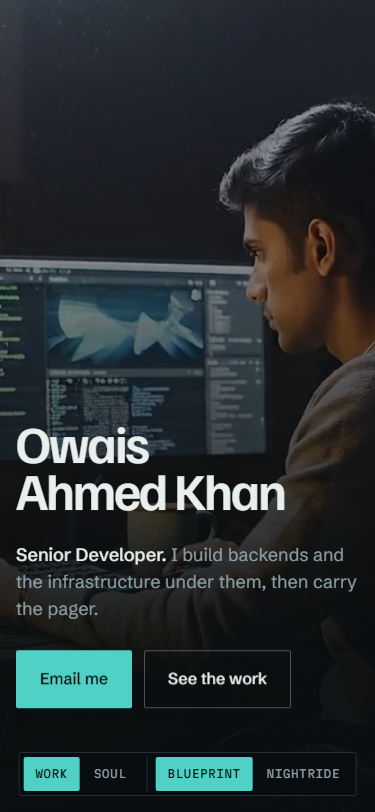 Owais
Ahmed Khan
Senior Developer. I build backends and
the infrastructure under them, then carry
the pager.
Email me
See the work
WORK SOUL BLUEPRINT NIGHTRIDE